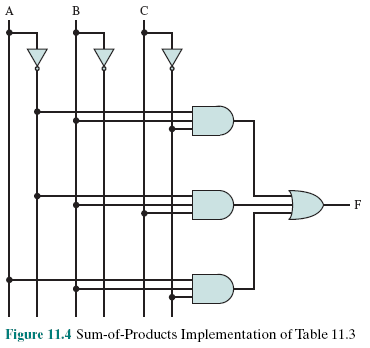 A B C
F
Figure 11.4 Sum-of-Products Implementation of Table 11.3